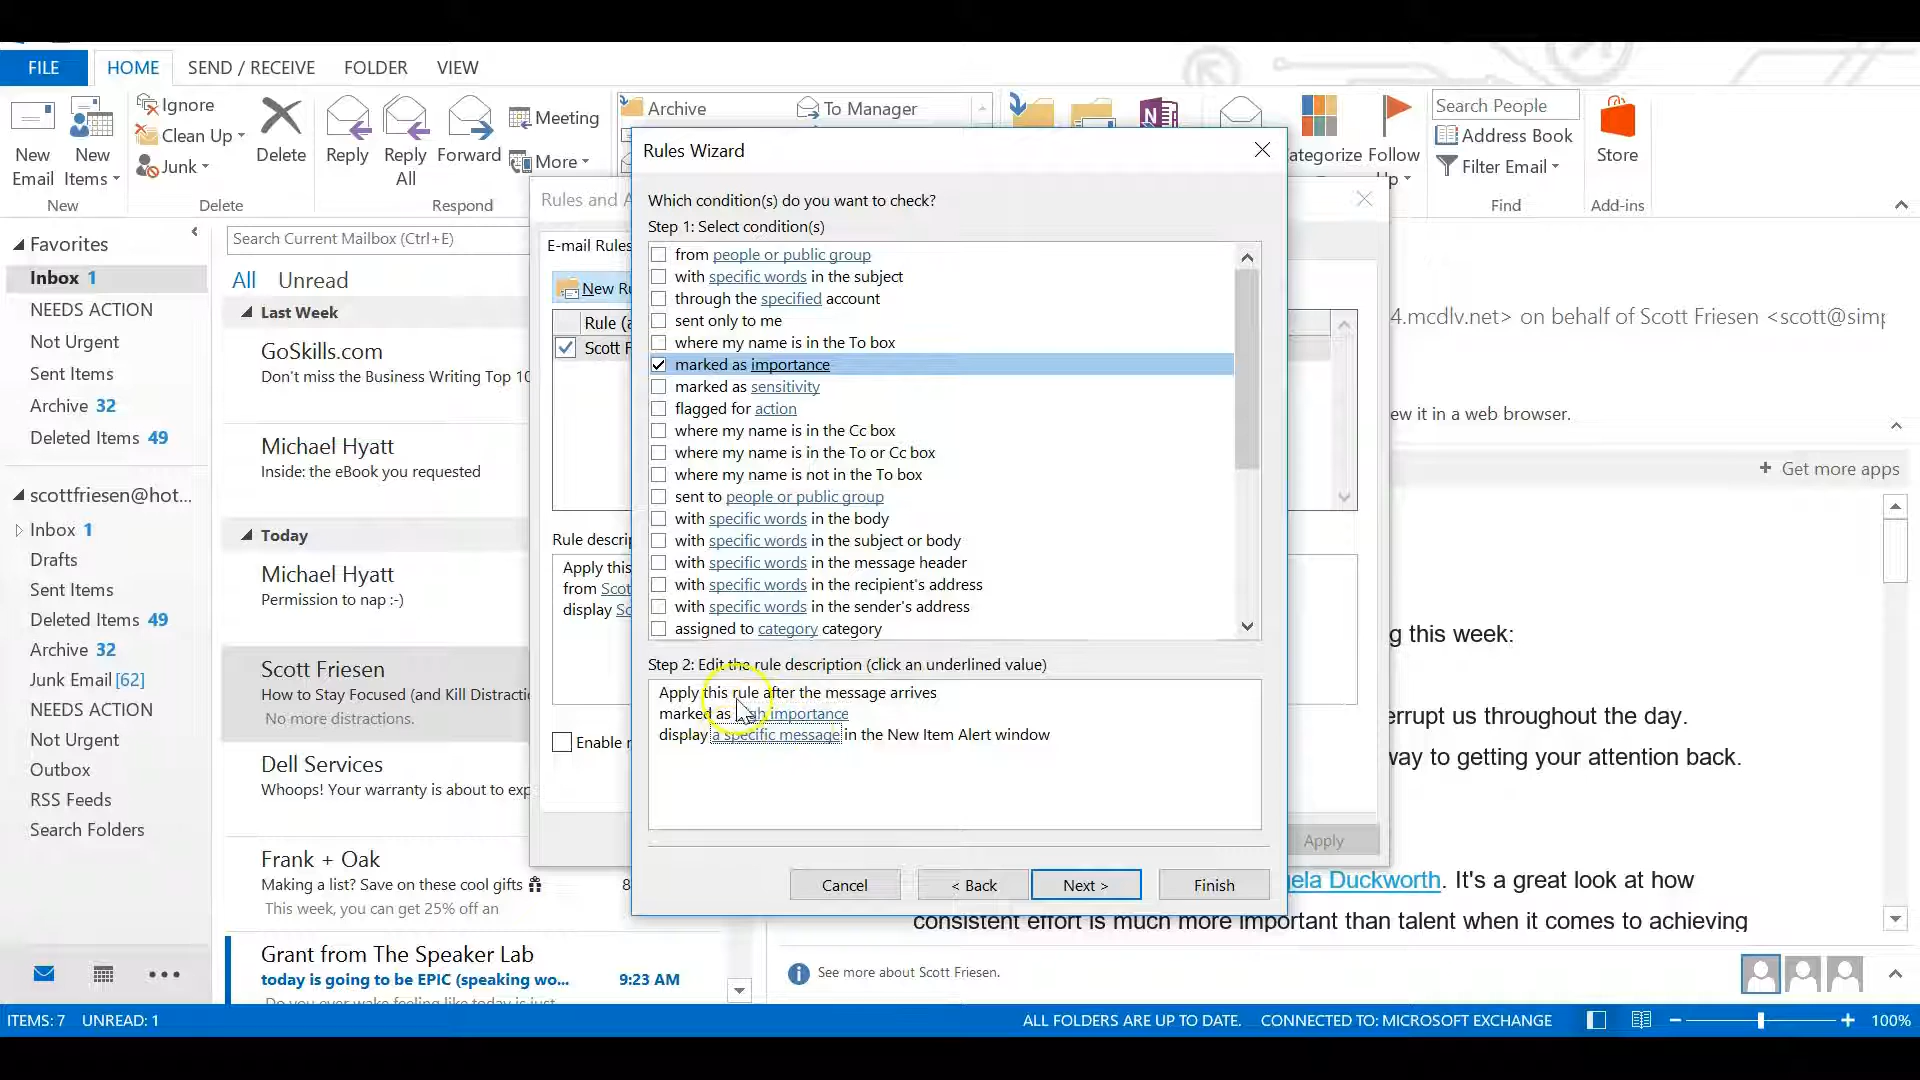 FILE HOME SEND / RECEIVE FOLDER VIEW
New Email
New Items
Ignore
Clean Up
Junk
Delete
Reply
Reply All
Forward
Meeting
More
Archive
To Manager
Categorize
Follow Up
Search People
Address Book
Filter Email
Store
New
Delete
Respond
Find
Add-ins
Favorites
Inbox 1
NEEDS ACTION
Not Urgent
Sent Items
Archive 32
Deleted Items 49
scottfriesen@hot...
Inbox 1
Drafts
Sent Items
Deleted Items 49
Archive 32
Junk Email [62]
NEEDS ACTION
Not Urgent
Outbox
RSS Feeds
Search Folders
Search Current Mailbox (Ctrl+E)
All Unread
Last Week
GoSkills.com
Don't miss the Business Writing Top 10
Michael Hyatt
Inside: the eBook you requested
Today
Michael Hyatt
Permission to nap :-)
Scott Friesen
How to Stay Focused (and Kill Distractio
No more distractions.
Dell Services
Whoops! Your warranty is about to exp
Frank + Oak
Making a list? Save on these cool gifts 8
This week, you can get 25% off an
Grant from The Speaker Lab
today is going to be EPIC (speaking wo... 9:23 AM
Do you ever wake feeling like today is just
Rules and A
E-mail Rules
New Ru
Rule (a
Scott F
Rule descrip
Apply this
from Scot
display Sc
Enable r
Apply
Rules Wizard
Which condition(s) do you want to check?
Step 1: Select condition(s)
from people or public group
with specific words in the subject
through the specified account
sent only to me
where my name is in the To box
marked as importance
marked as sensitivity
flagged for action
where my name is in the Cc box
where my name is in the To or Cc box
where my name is not in the To box
sent to people or public group
with specific words in the body
with specific words in the subject or body
with specific words in the message header
with specific words in the recipient's address
with specific words in the sender's address
assigned to category category
Step 2: Edit the rule description (click an underlined value)
Apply this rule after the message arrives
marked as high importance
display a specific message in the New Item Alert window
Cancel < Back Next > Finish
4.mcdlv.net> on behalf of Scott Friesen <scott@simp
ew it in a web browser.
+ Get more apps
g this week:
errupt us throughout the day.
way to getting your attention back.
gela Duckworth. It's a great look at how
consistent effort is much more important than talent when it comes to achieving
See more about Scott Friesen.
ITEMS: 7 UNREAD: 1 ALL FOLDERS ARE UP TO DATE. CONNECTED TO: MICROSOFT EXCHANGE 100%